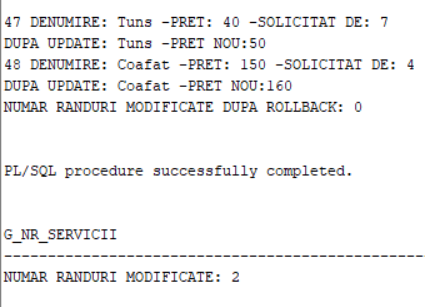 47 DENUMIRE: Tuns -PRET: 40 -SOLICITAT DE: 7
DUPA UPDATE: Tuns -PRET NOU:50
48 DENUMIRE: Coafat -PRET: 150 -SOLICITAT DE: 4
DUPA UPDATE: Coafat -PRET NOU:160
NUMAR RANDURI MODIFICATE DUPA ROLLBACK: 0
PL/SQL procedure successfully completed.
G_NR_SERVICII
------------------------------------------------
NUMAR RANDURI MODIFICATE: 2